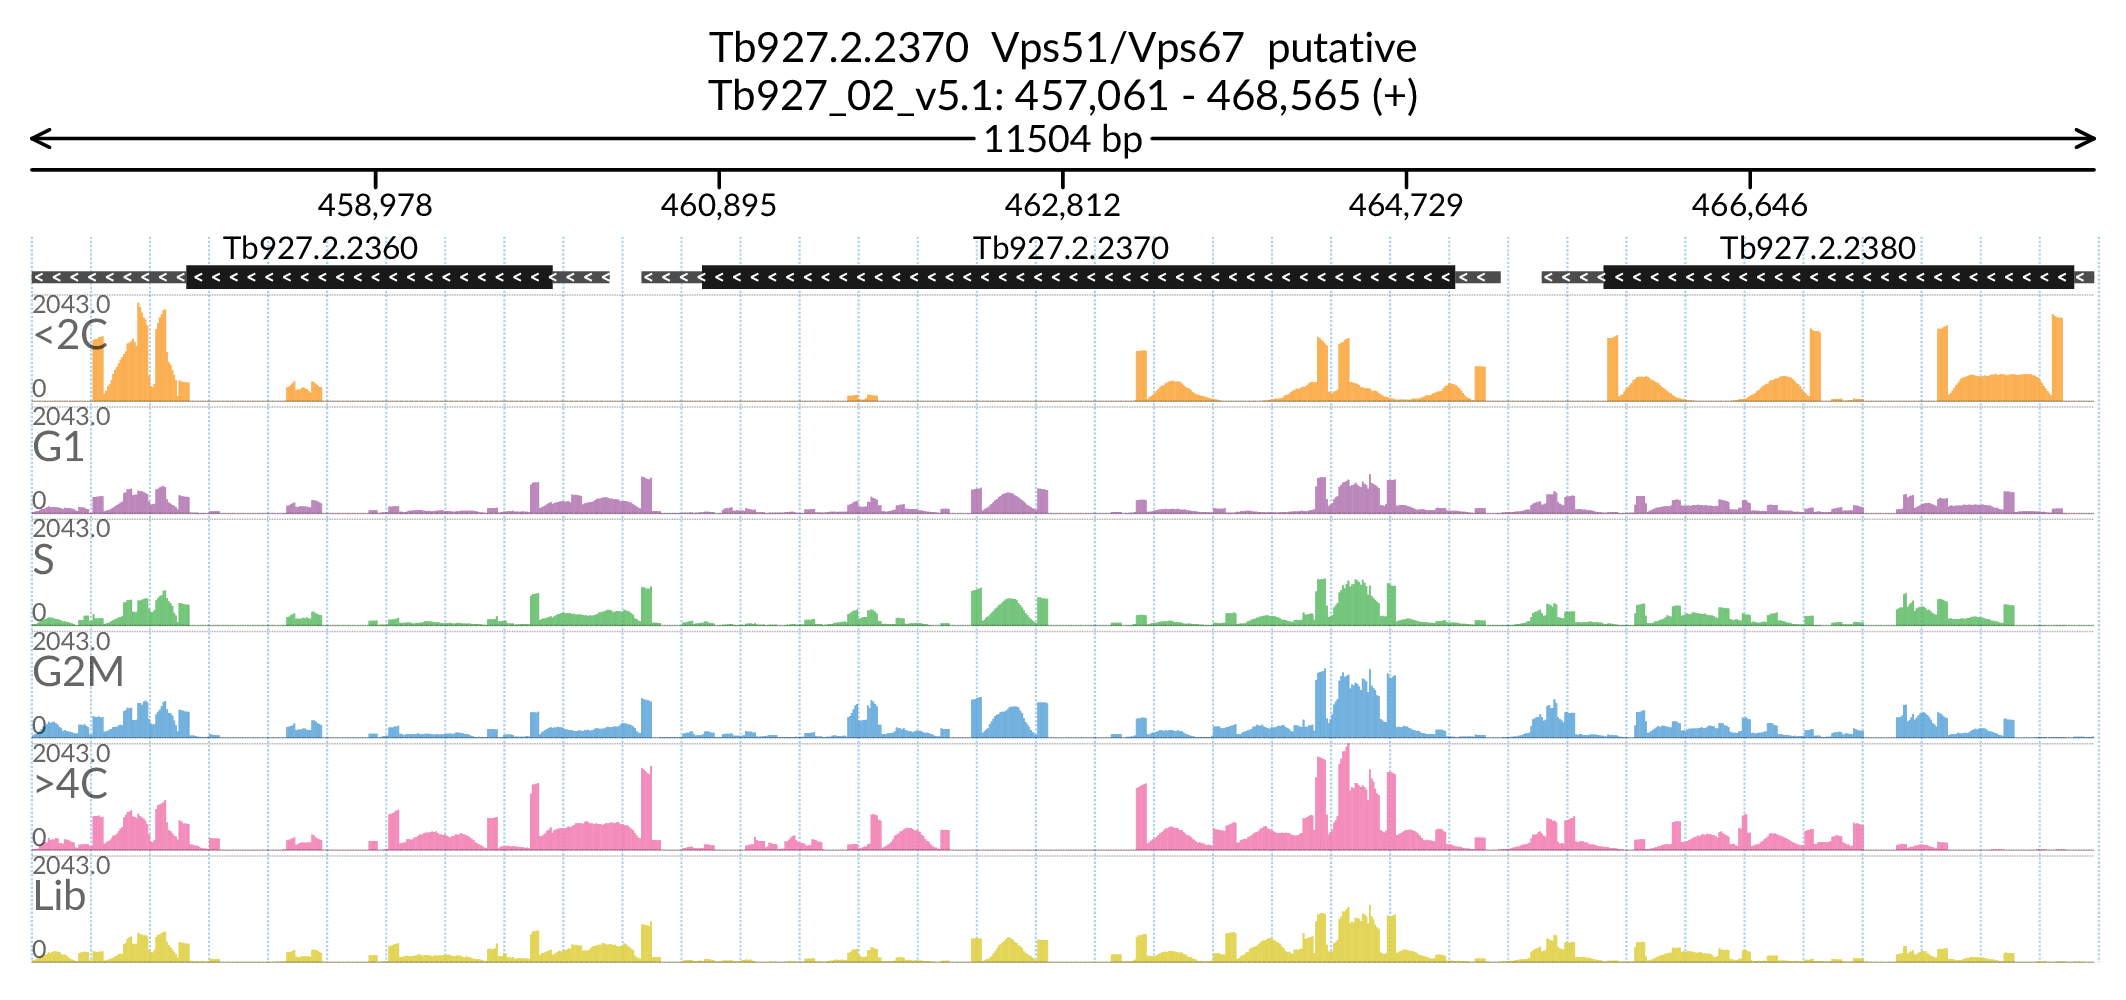 Tb927.2.2370 Vps51/Vps67 putative
Tb927_02_v5.1: 457,061 - 468,565 (+)
11504 bp
458,978 460,895 462,812 464,729 466,646
Tb927.2.2360 Tb927.2.2370 Tb927.2.2380
2043.0
<2C
0
2043.0
G1
0
2043.0
S
0
2043.0
G2M
0
2043.0
>4C
0
2043.0
Lib
0